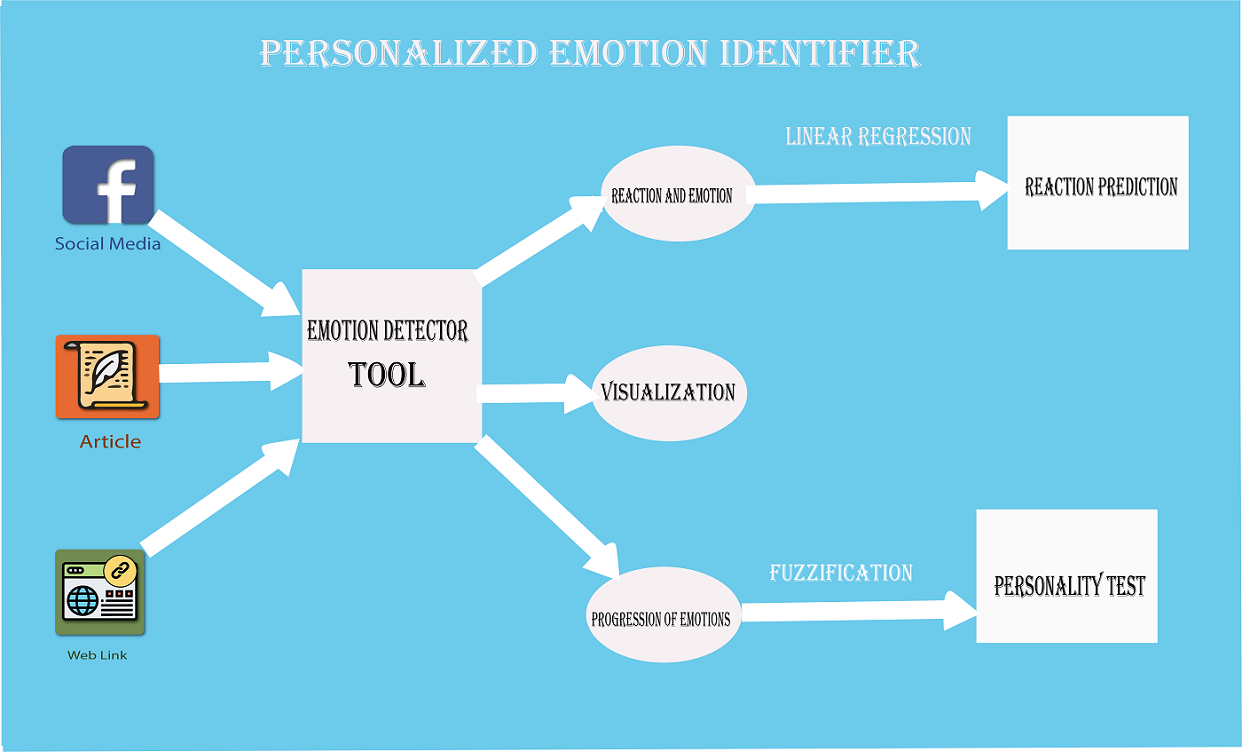 PERSONALIZED EMOTION IDENTIFIER
Social Media
Article
Web Link
EMOTION DETECTOR
TOOL
REACTION AND EMOTION
VISUALIZATION
PROGRESSION OF EMOTIONS
LINEAR REGRESSION
REACTION PREDICTION
FUZZIFICATION
PERSONALITY TEST